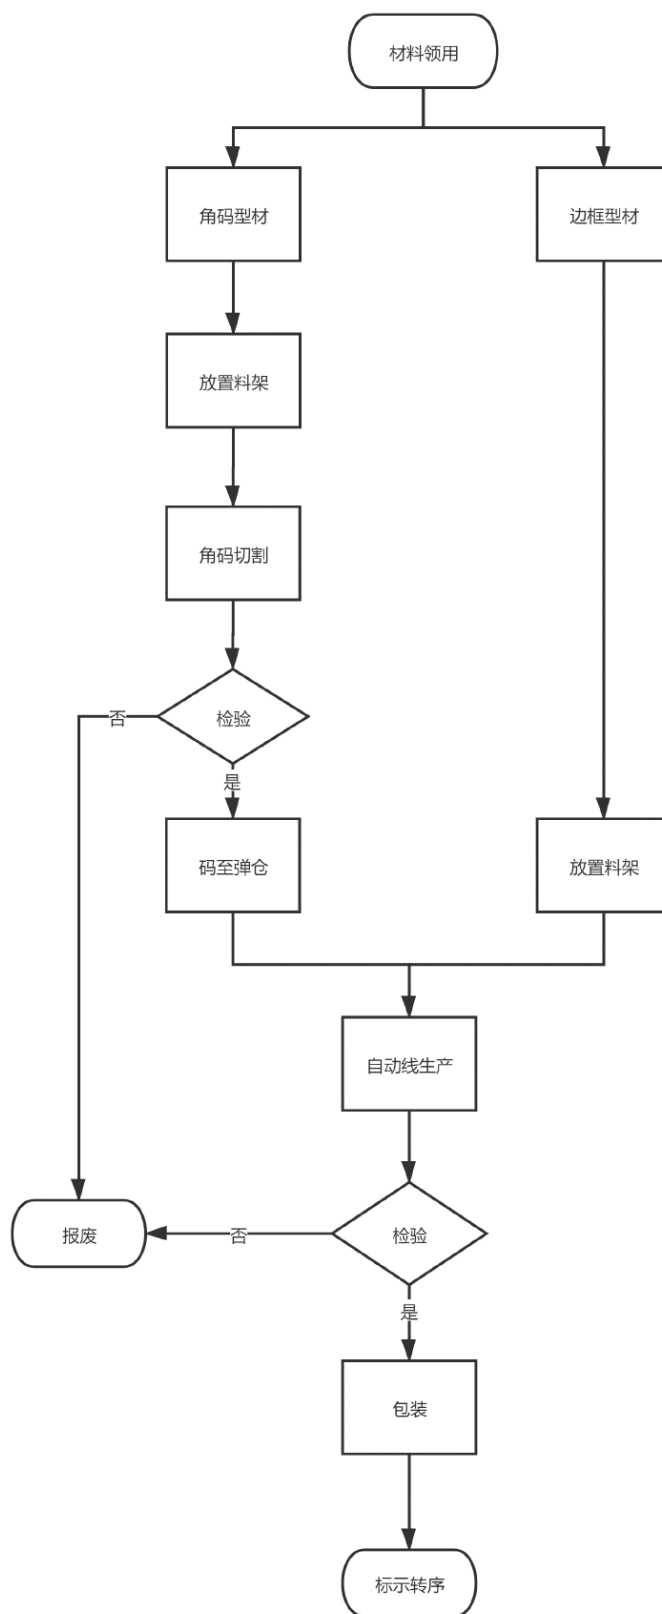 材料领用
角码型材
边框型材
放置料架
角码切割
检验
否
是
码至弹仓
放置料架
自动线生产
检验
否
报废
是
包装
标示转序